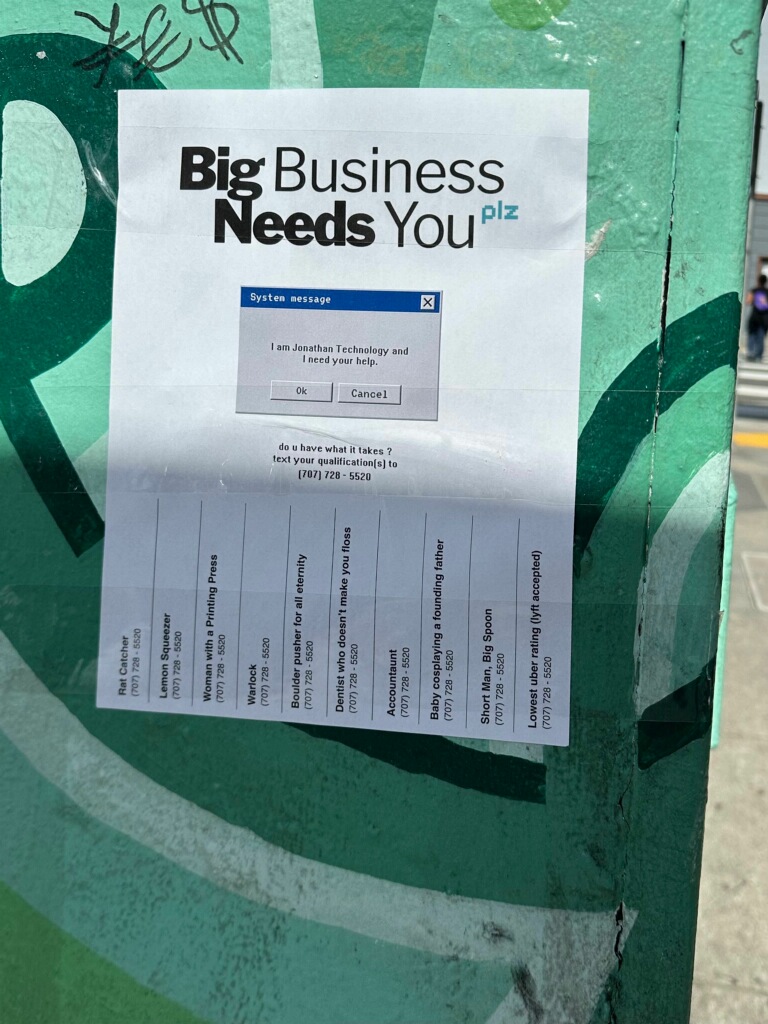 Big Business
Needs You plz
System message
I am Jonathan Technology and
I need your help.
Ok
Cancel
do u have what it takes ?
text your qualification[s] to
[707] 728 - 5520
Rat Catcher
(707) 728 - 5520
Lemon Squeezer
(707) 728 - 5520
Woman with a Printing Press
(707) 728 - 5520
Warlock
(707) 728 - 5520
Boulder pusher for all eternity
(707) 728 - 5520
Dentist who doesn't make you floss
(707) 728 - 5520
Accountaunt
(707) 728 - 5520
Baby cosplaying a founding father
(707) 728 - 5520
Short Man, Big Spoon
(707) 728 - 5520
Lowest uber rating (lyft accepted)
(707) 728 - 5520